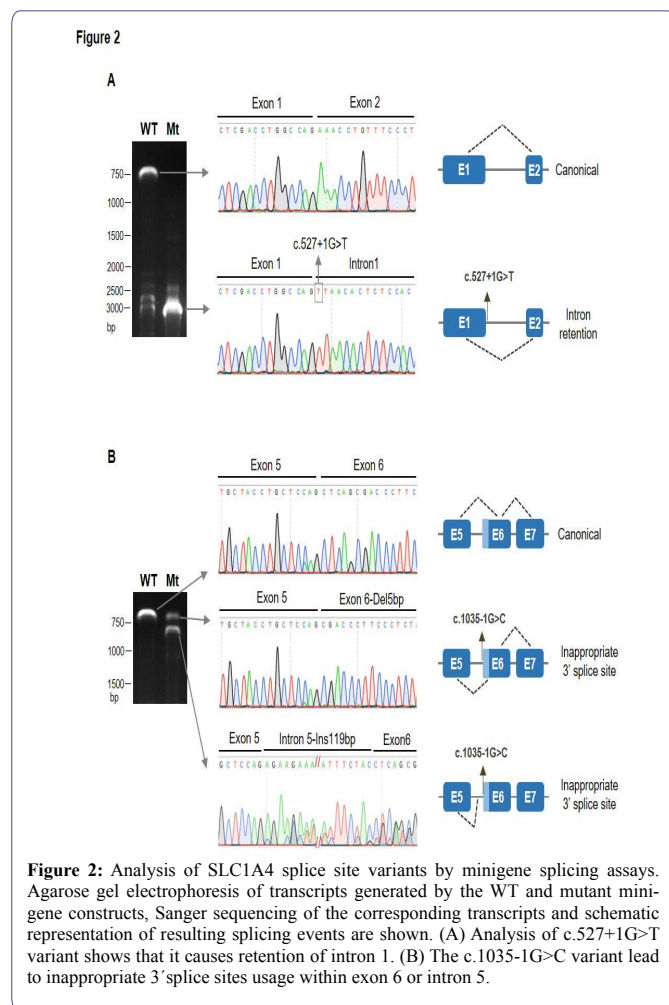 Figure 2
A
WT Mt
750
1000
1500
2000
2500
3000
bp
Exon 1 Exon 2
C T C G A C C T G G C C A G A A A C C T G T T T C C C T
E1 E2 Canonical
c.527+1G>T
Exon 1 Intron1
C T C G A C C T G G C C A G T T A A C A C T C T C C A C
c.527+1G>T
E1 E2
Intron
retention
B
WT Mt
750
1000
1500
bp
Exon 5 Exon 6
T G C T A C C T G C T C C A G C T C A G C G A C C C T T C
E5 E6 E7 Canonical
Exon 5 Exon 6-Del5bp
T G C T A C C T G C T C C A G C G A C C C T T C C C T C T
c.1035-1G>C
E5 E6 E7
Inappropriate
3' splice site
Exon 5 Intron 5-Ins119bp Exon6
G C T C C A G A G A A G A A A // A T T T C T A C C T C A G C G
c.1035-1G>C
E5 E6 E7
Inappropriate
3' splice site
Figure 2: Analysis of SLC1A4 splice site variants by minigene splicing assays.
Agarose gel electrophoresis of transcripts generated by the WT and mutant mini-
gene constructs, Sanger sequencing of the corresponding transcripts and schematic
representation of resulting splicing events are shown. (A) Analysis of c.527+1G>T
variant shows that it causes retention of intron 1. (B) The c.1035-1G>C variant lead
to inappropriate 3´splice sites usage within exon 6 or intron 5.